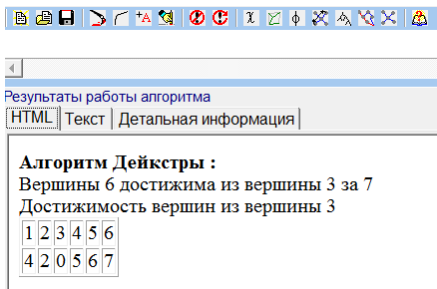 Результаты работы алгоритма
HTML Текст Детальная информация
Алгоритм Дейкстры :
Вершины 6 достижима из вершины 3 за 7
Достижимость вершин из вершины 3
1 2 3 4 5 6
4 2 0 5 6 7